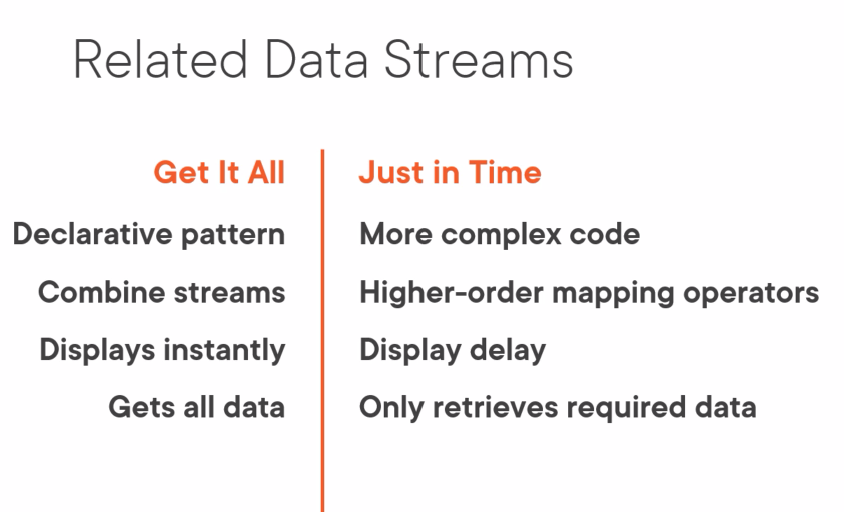 Related Data Streams
Get It All
Declarative pattern
Combine streams
Displays instantly
Gets all data
Just in Time
More complex code
Higher-order mapping operators
Display delay
Only retrieves required data